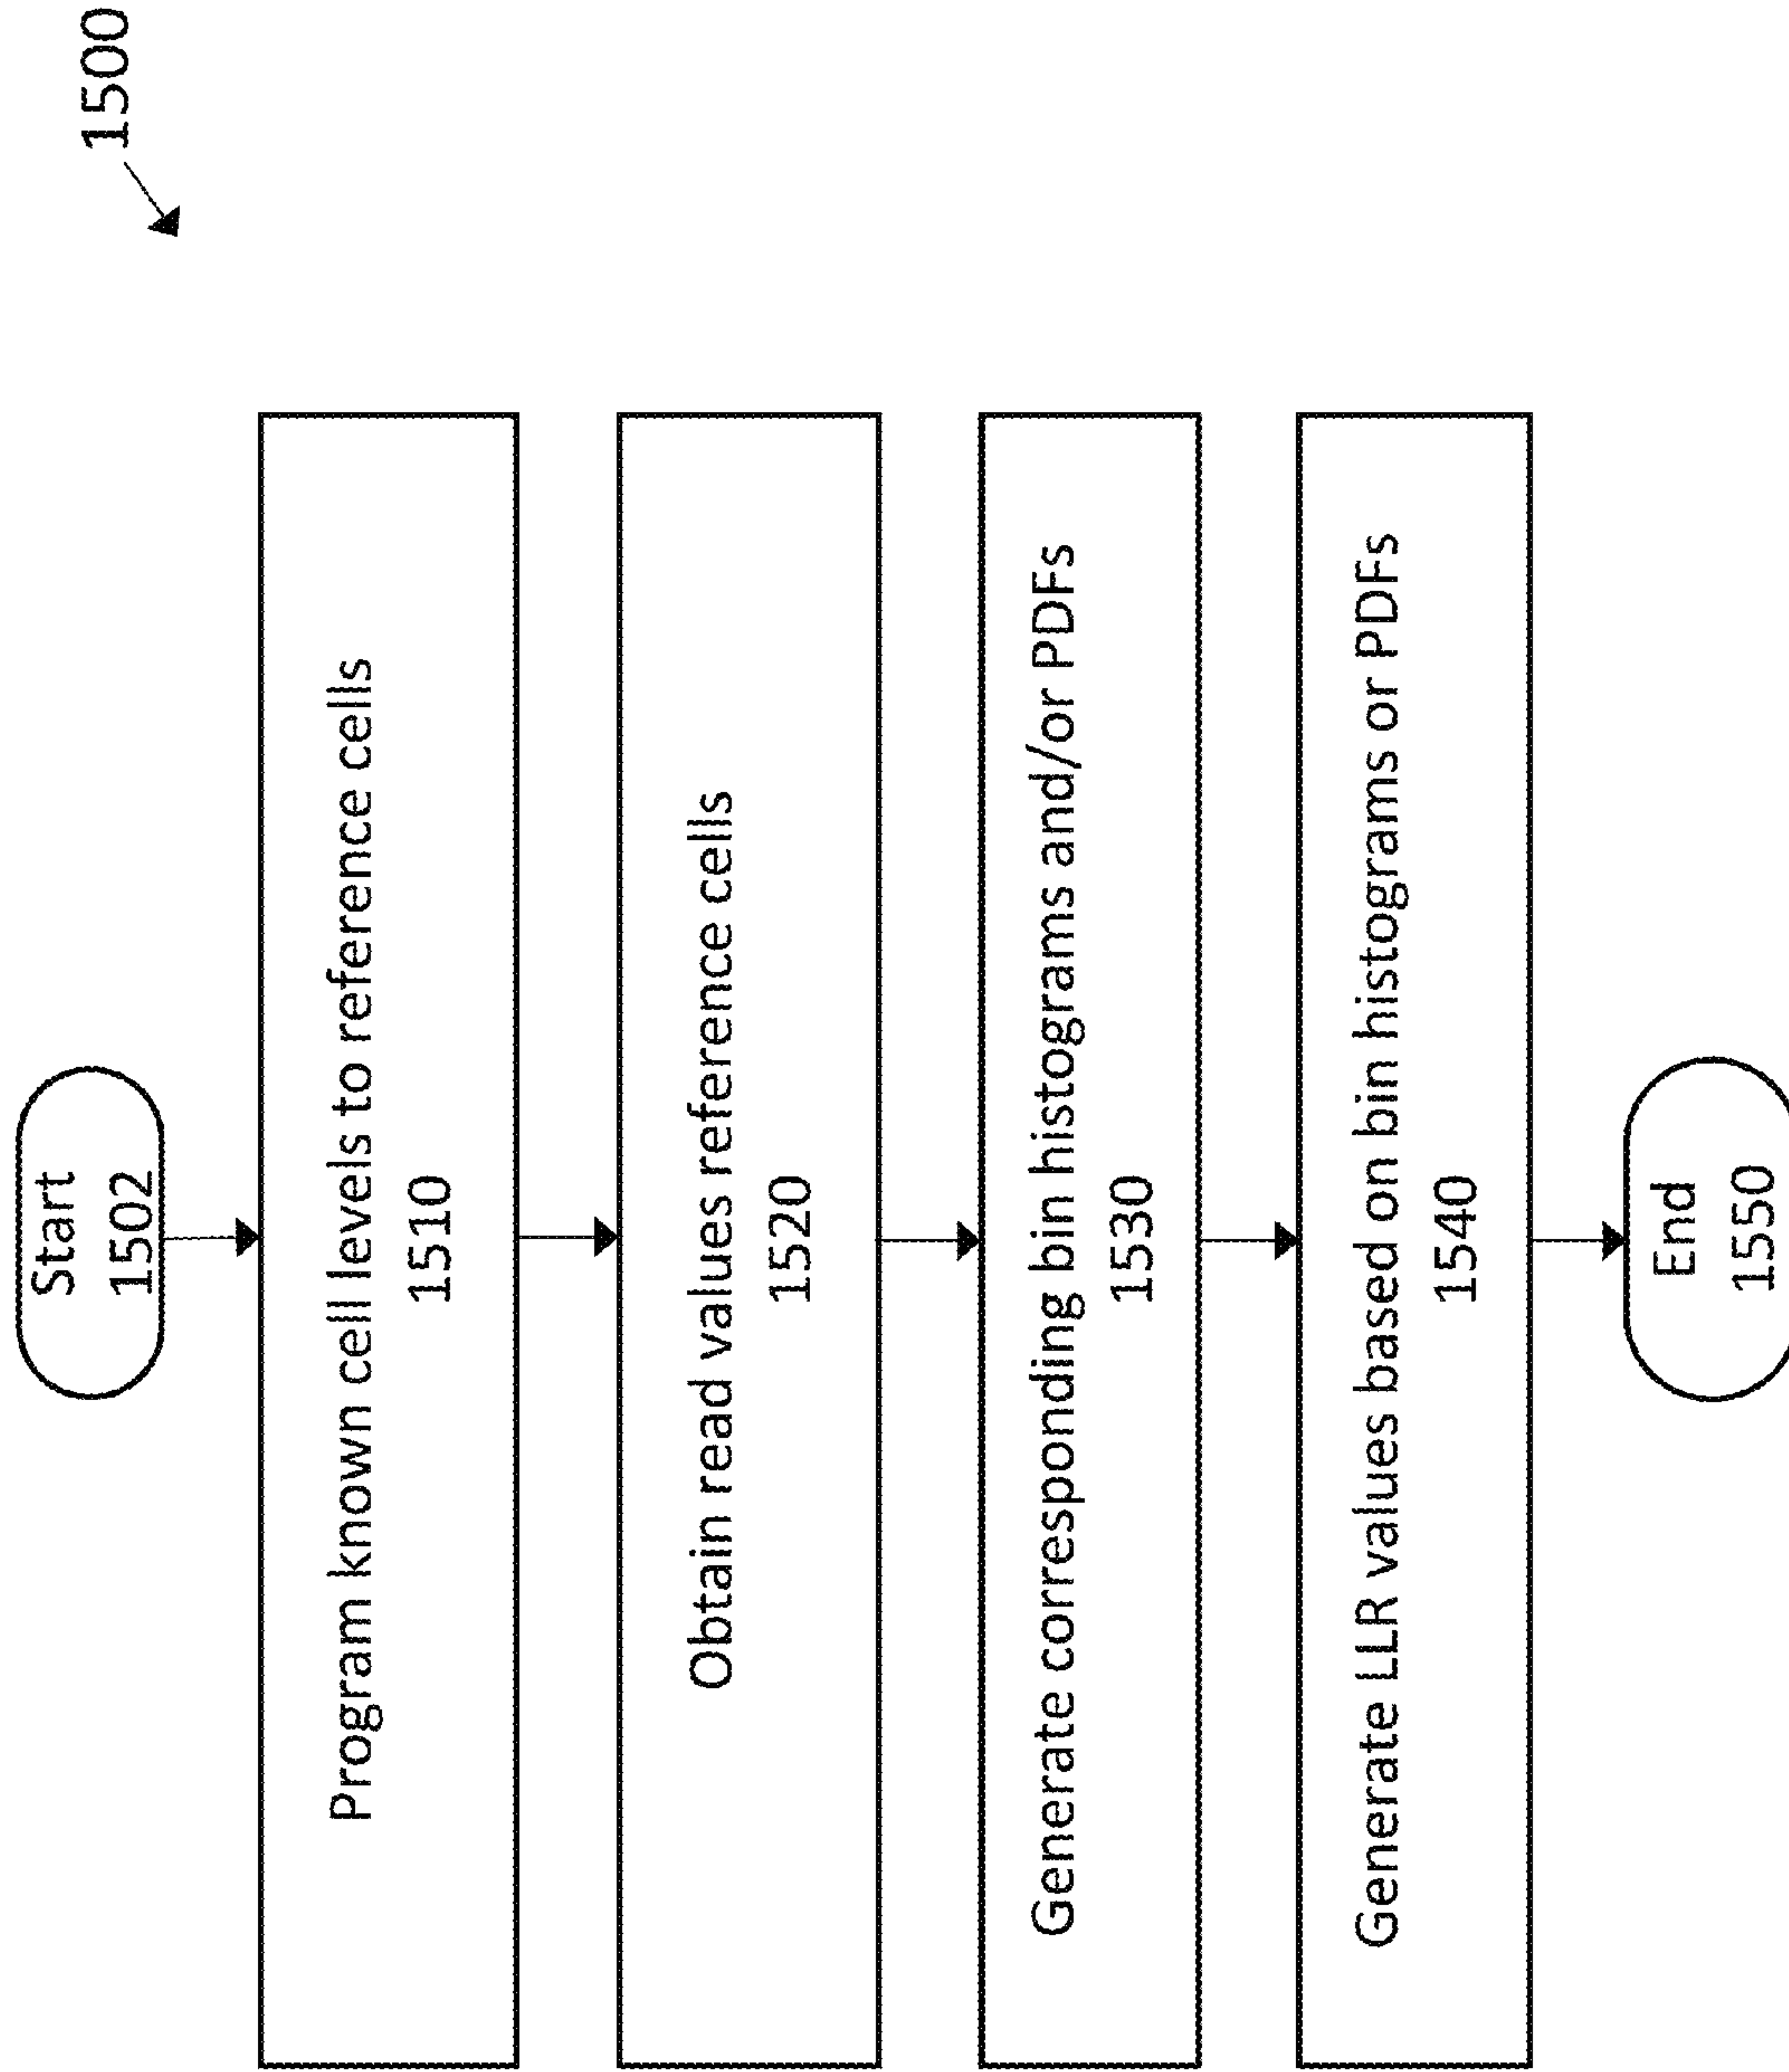 1500
Start
1502
Program known cell levels to reference cells
1510
Obtain read values reference cells
1520
Generate corresponding bin histograms and/or PDFs
1530
Generate LLR values based on bin histograms or PDFs
1540
End
1550